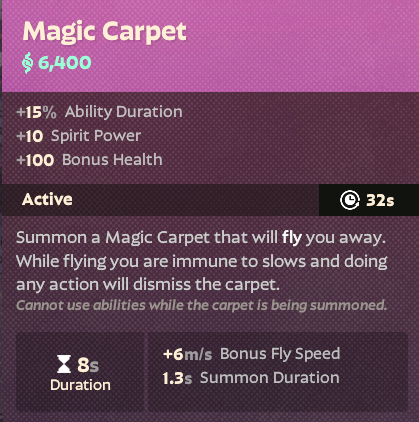 Magic Carpet
6,400
+15% Ability Duration
+10 Spirit Power
+100 Bonus Health
Active 32s
Summon a Magic Carpet that will fly you away.
While flying you are immune to slows and doing
any action will dismiss the carpet.
Cannot use abilities while the carpet is being summoned.
8s
Duration
+6m/s Bonus Fly Speed
1.3s Summon Duration